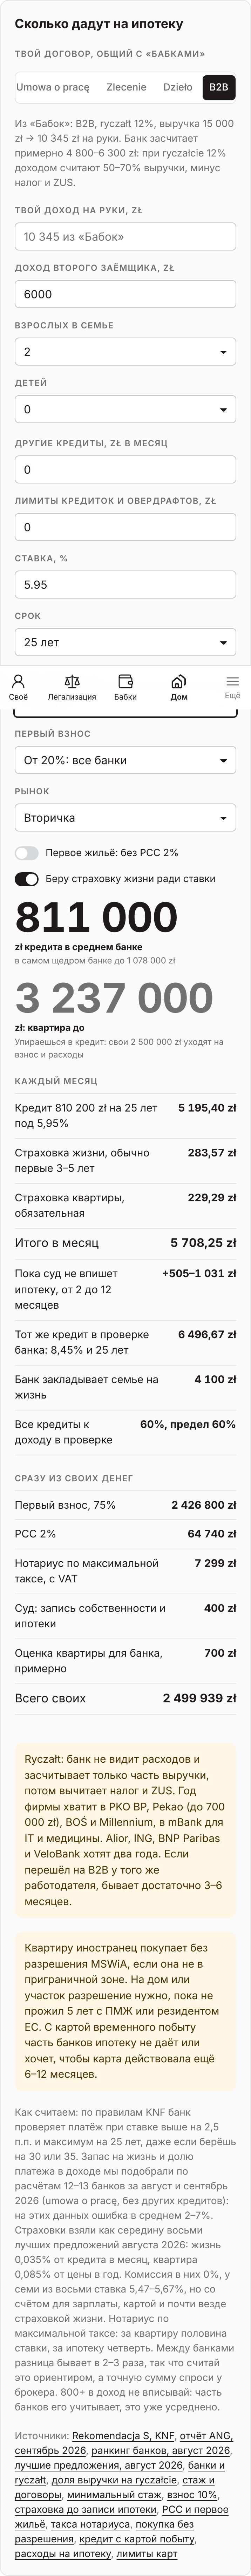 Сколько дадут на ипотеку
ТВОЙ ДОГОВОР, ОБЩИЙ С «БАБКАМИ»
Umowa o pracę Zlecenie Dzieło B2B
Из «Бабок»: B2B, ryczałt 12%, выручка 15 000
zł → 10 345 zł на руки. Банк засчитает
примерно 4 800–6 300 zł: при ryczałcie 12%
доходом считают 50–70% выручки, минус
налог и ZUS.
ТВОЙ ДОХОД НА РУКИ, ZŁ
10 345 из «Бабок»
ДОХОД ВТОРОГО ЗАЁМЩИКА, ZŁ
6000
ВЗРОСЛЫХ В СЕМЬЕ
2
ДЕТЕЙ
0
ДРУГИЕ КРЕДИТЫ, ZŁ В МЕСЯЦ
0
ЛИМИТЫ КРЕДИТОК И ОВЕРДРАФТОВ, ZŁ
0
СТАВКА, %
5.95
СРОК
25 лет
Своё Легализация Бабки Дом Ещё
ПЕРВЫЙ ВЗНОС
От 20%: все банки
РЫНОК
Вторичка
Первое жильё: без PCC 2%
Беру страховку жизни ради ставки
811 000
zł кредита в среднем банке
в самом щедром банке до 1 078 000 zł
3 237 000
zł: квартира до
Упираешься в кредит: свои 2 500 000 zł уходят на
взнос и расходы
КАЖДЫЙ МЕСЯЦ
Кредит 810 200 zł на 25 лет 5 195,40 zł
под 5,95%
Страховка жизни, обычно 283,57 zł
первые 3–5 лет
Страховка квартиры, 229,29 zł
обязательная
Итого в месяц 5 708,25 zł
Пока суд не впишет +505–1 031 zł
ипотеку, от 2 до 12
месяцев
Тот же кредит в проверке 6 496,67 zł
банка: 8,45% и 25 лет
Банк закладывает семье на 4 100 zł
жизнь
Все кредиты к 60%, предел 60%
доходу в проверке
СРАЗУ ИЗ СВОИХ ДЕНЕГ
Первый взнос, 75% 2 426 800 zł
PCC 2% 64 740 zł
Нотариус по максимальной 7 299 zł
таксе, с VAT
Суд: запись собственности и 400 zł
ипотеки
Оценка квартиры для банка, 700 zł
примерно
Всего своих 2 499 939 zł
Ryczałt: банк не видит расходов и
засчитывает только часть выручки,
потом вычитает налог и ZUS. Год
фирмы хватит в PKO BP, Pekao (до 700
000 zł), BOŚ и Millennium, в mBank для
IT и медицины. Alior, ING, BNP Paribas
и VeloBank хотят два года. Если
перешёл на B2B у того же
работодателя, бывает достаточно 3–6
месяцев.
Квартиру иностранец покупает без
разрешения MSWiA, если она не в
приграничной зоне. На дом или
участок разрешение нужно, пока не
прожил 5 лет с ПМЖ или резидентом
ЕС. С картой временного побыту
часть банков ипотеку не даёт или
хочет, чтобы карта действовала ещё
6–12 месяцев.
Как считаем: по правилам KNF банк
проверяет платёж при ставке выше на 2,5
п.п. и максимум на 25 лет, даже если берёшь
на 30 или 35. Запас на жизнь и долю
платежа в доходе мы подобрали по
расчётам 12–13 банков за август и сентябрь
2026 (umowa o pracę, без других кредитов):
на этих данных ошибка в среднем 2–7%.
Страховки взяли как середину восьми
лучших предложений августа 2026: жизнь
0,035% от кредита в месяц, квартира
0,085% от цены в год. Комиссия в них 0%, у
семи из восьми ставка 5,47–5,67%, но со
счётом для зарплаты, картой и почти везде
страховкой жизни. Нотариус по
максимальной таксе: за квартиру половина
ставки, за ипотеку четверть. Между банками
разница бывает в 2–3 раза, так что считай
это ориентиром, а точную сумму спроси у
брокера. 800+ в доход не вписывай: часть
банков его учитывает, это уже усреднено.
Источники: Rekomendacja S, KNF, отчёт ANG,
сентябрь 2026, ранкинг банков, август 2026,
лучшие предложения, август 2026, банки и
ryczałt, доля выручки на ryczałcie, стаж и
договоры, минимальный стаж, взнос 10%,
страховка до записи ипотеки, PCC и первое
жильё, такса нотариуса, покупка без
разрешения, кредит с картой побыту,
расходы на ипотеку, лимиты карт